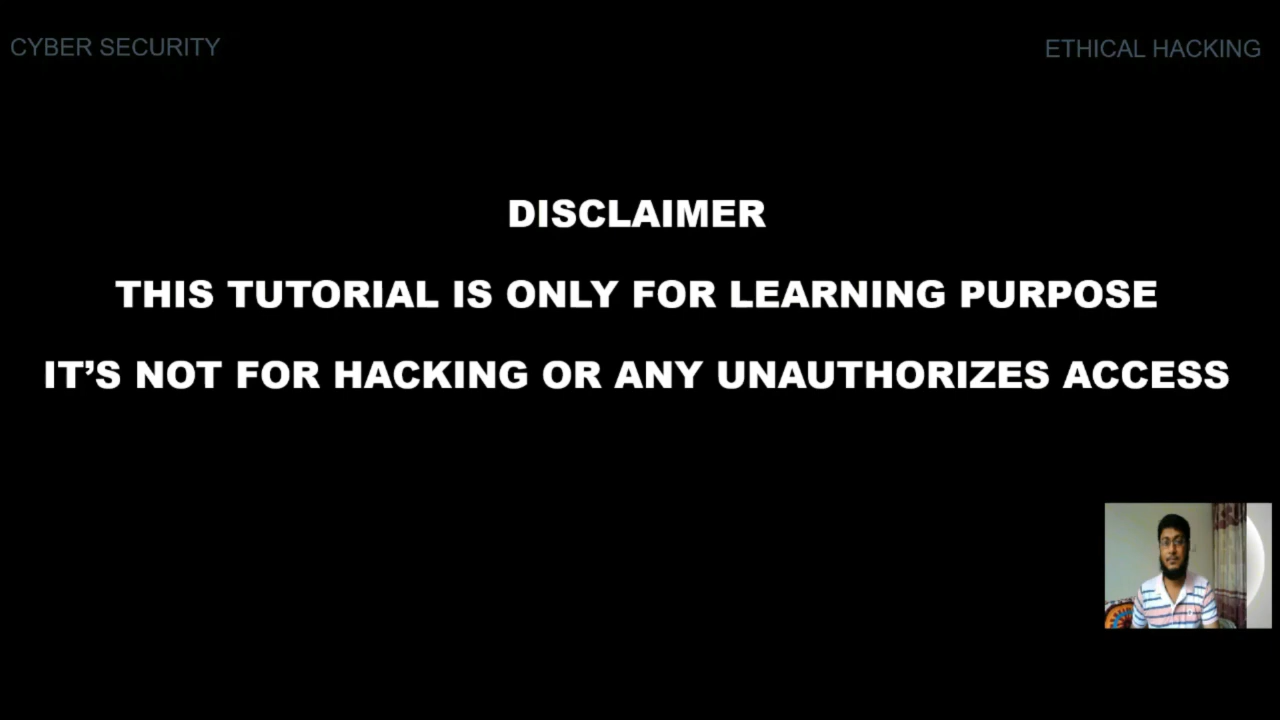 CYBER SECURITY
ETHICAL HACKING
DISCLAIMER
THIS TUTORIAL IS ONLY FOR LEARNING PURPOSE
IT’S NOT FOR HACKING OR ANY UNAUTHORIZES ACCESS